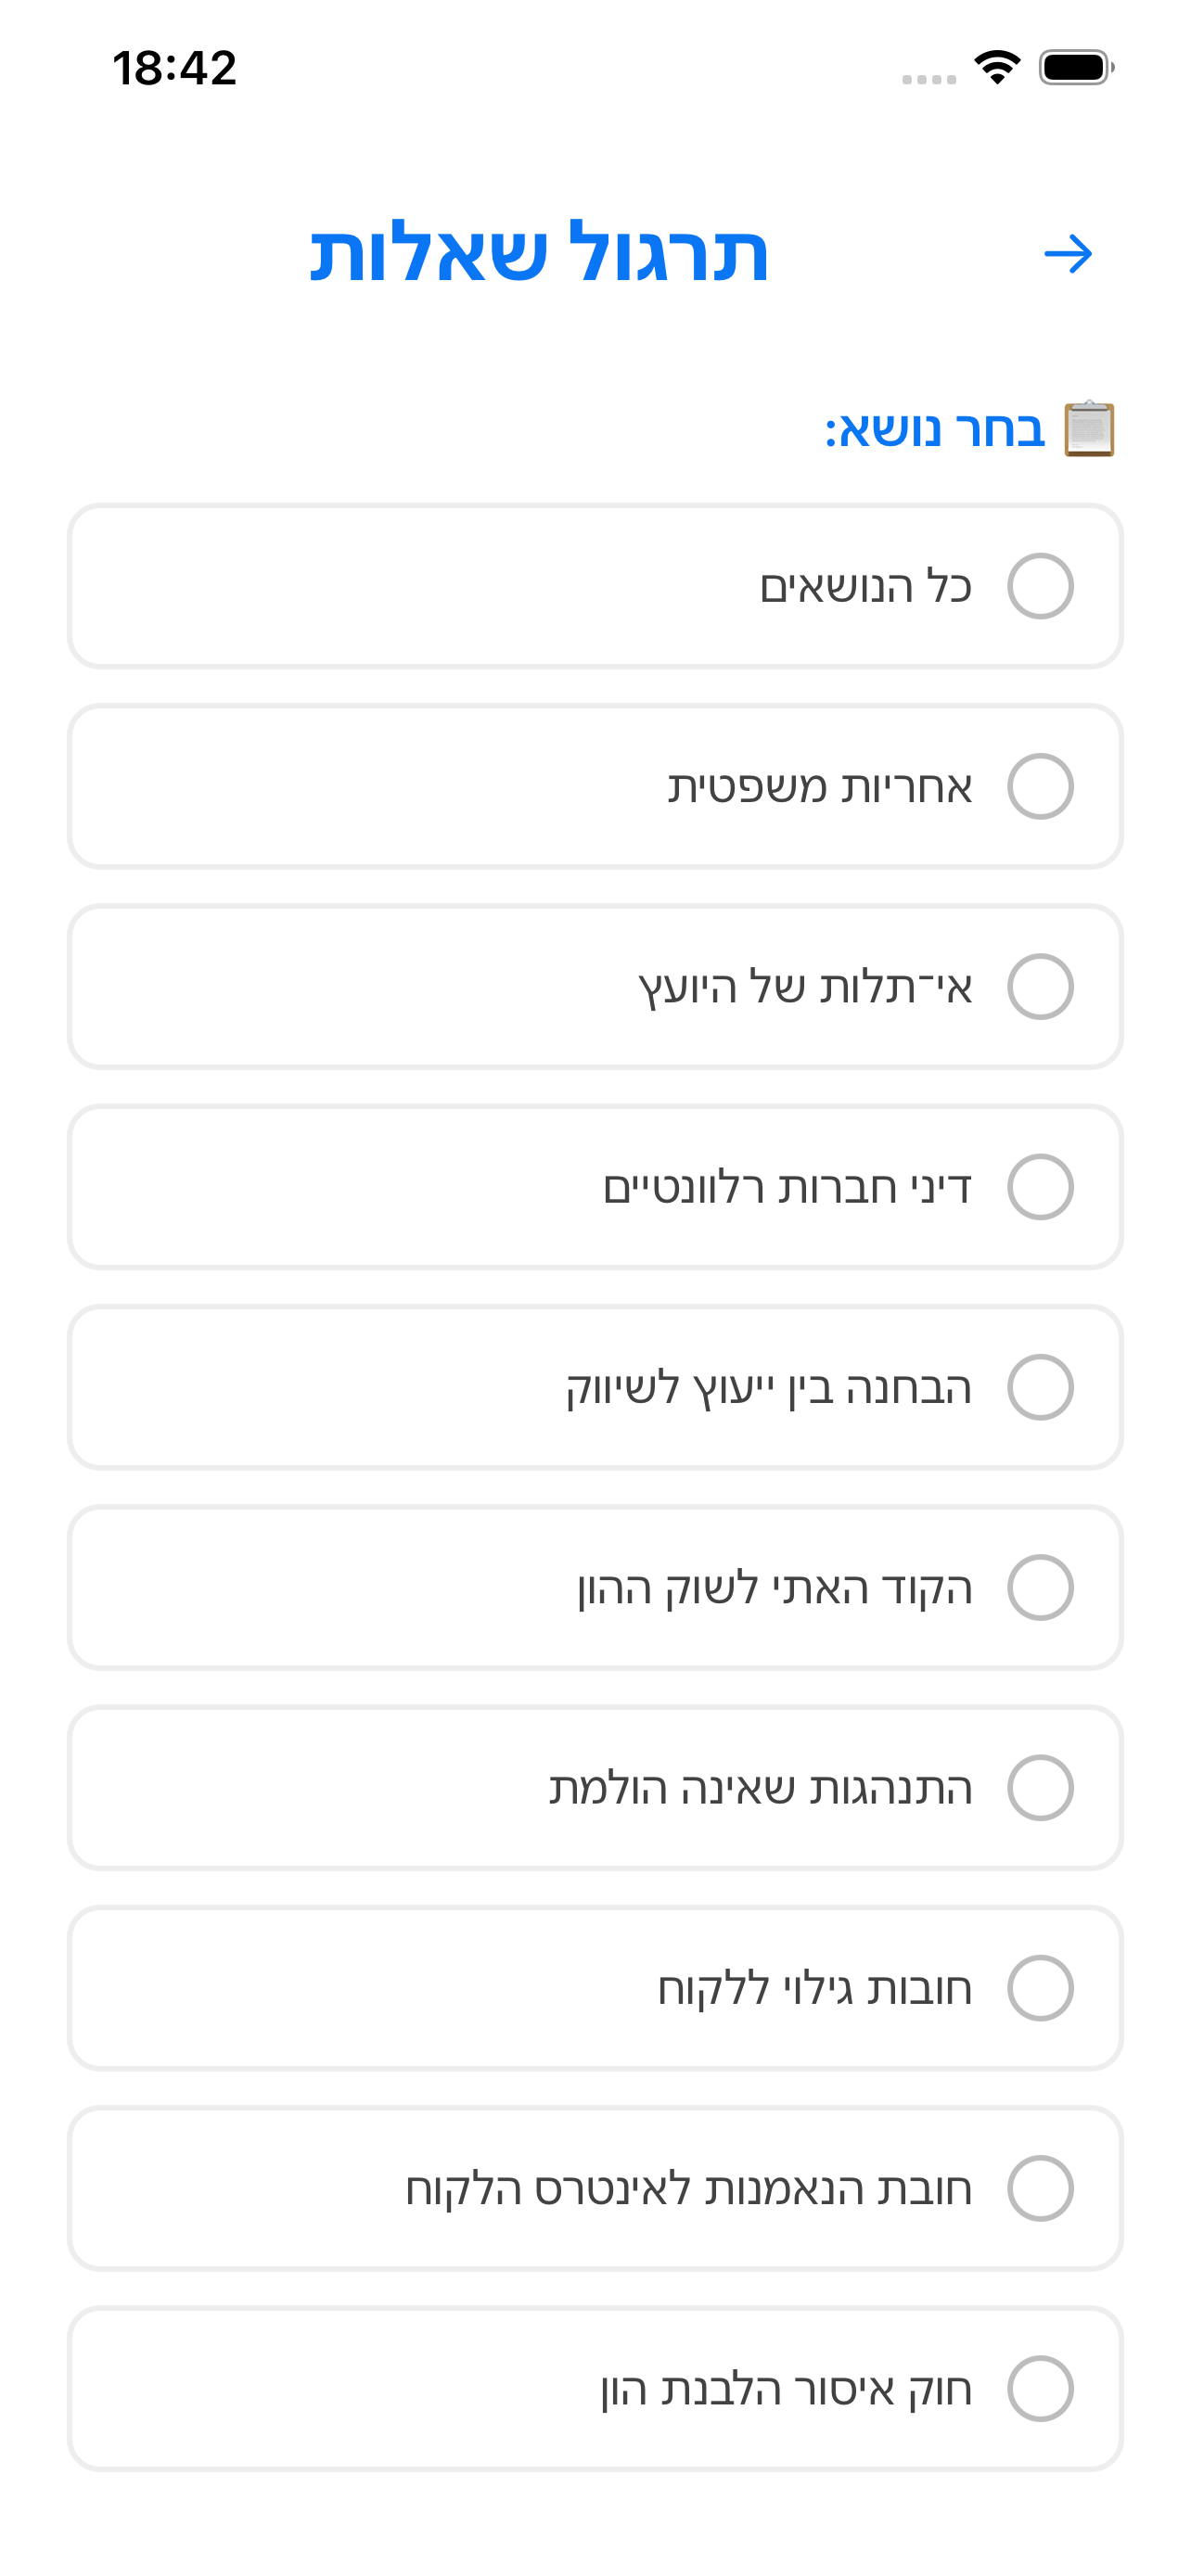 18:42
תרגול שאלות
בחר נושא:
כל הנושאים
אחריות משפטית
אי־תלות של היועץ
דיני חברות רלוונטיים
הבחנה בין ייעוץ לשיווק
הקוד האתי לשוק ההון
התנהגות שאינה הולמת
חובות גילוי ללקוח
חובת הנאמנות לאינטרס הלקוח
חוק איסור הלבנת הון